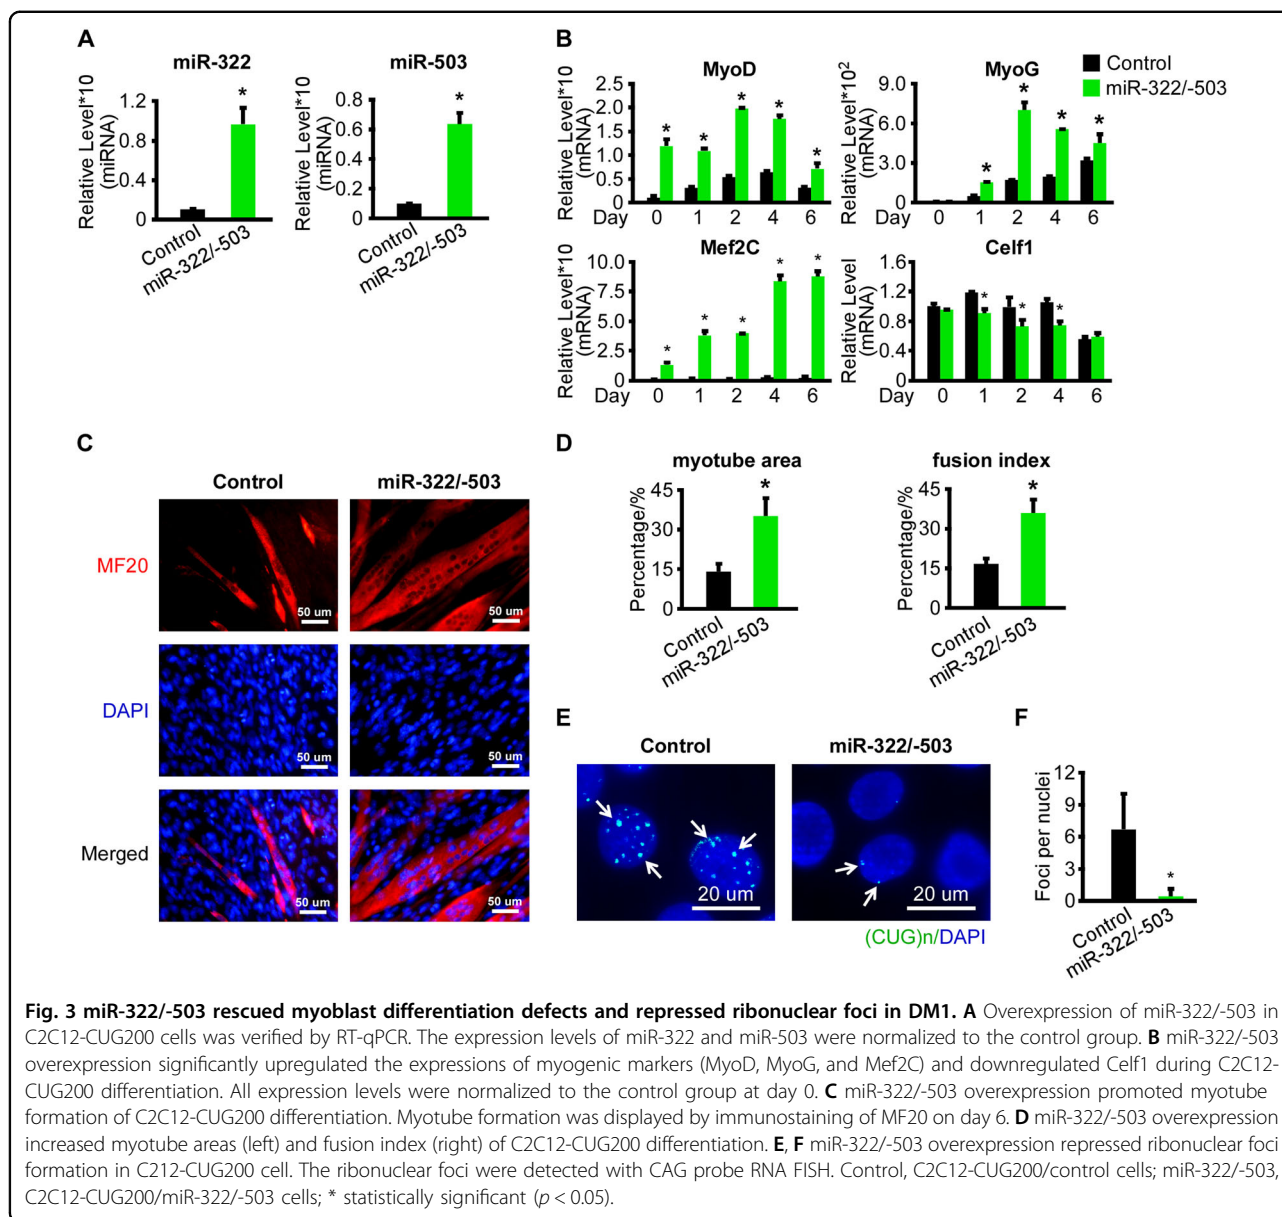 A
miR-322
miR-503
Relative Level*10
(miRNA)
1.2
0.8
0.4
0
*
Control
miR-322/-503
Relative Level*10
(miRNA)
0.8
0.6
0.4
0.2
0
*
Control
miR-322/-503
B
Control
miR-322/-503
MyoD
Relative Level*10
(mRNA)
2.5
2.0
1.5
1.0
0.5
0
* * * * *
Day 0 1 2 4 6
MyoG
Relative Level*10²
(mRNA)
9.0
6.0
3.0
0
* * * *
Day 0 1 2 4 6
Mef2C
Relative Level*10
(mRNA)
10.0
7.5
5.0
2.5
0
* * * * *
Day 0 1 2 4 6
Celf1
Relative Level
(mRNA)
1.6
1.2
0.8
0.4
0
* * *
Day 0 1 2 4 6
C
Control miR-322/-503
MF20
50 um 50 um
DAPI
50 um 50 um
Merged
50 um 50 um
D
myotube area
Percentage/%
45
30
15
0
*
Control
miR-322/-503
fusion index
Percentage/%
45
30
15
0
*
Control
miR-322/-503
E
Control miR-322/-503
20 um 20 um
(CUG)n/DAPI
F
Foci per nuclei
12
9
6
3
0
*
Control
miR-322/-503
Fig. 3 miR-322/-503 rescued myoblast differentiation defects and repressed ribonuclear foci in DM1. A Overexpression of miR-322/-503 in
C2C12-CUG200 cells was verified by RT-qPCR. The expression levels of miR-322 and miR-503 were normalized to the control group. B miR-322/-503
overexpression significantly upregulated the expressions of myogenic markers (MyoD, MyoG, and Mef2C) and downregulated Celf1 during C2C12-
CUG200 differentiation. All expression levels were normalized to the control group at day 0. C miR-322/-503 overexpression promoted myotube
formation of C2C12-CUG200 differentiation. Myotube formation was displayed by immunostaining of MF20 on day 6. D miR-322/-503 overexpression
increased myotube areas (left) and fusion index (right) of C2C12-CUG200 differentiation. E, F miR-322/-503 overexpression repressed ribonuclear foci
formation in C212-CUG200 cell. The ribonuclear foci were detected with CAG probe RNA FISH. Control, C2C12-CUG200/control cells; miR-322/-503,
C2C12-CUG200/miR-322/-503 cells; * statistically significant (p < 0.05).